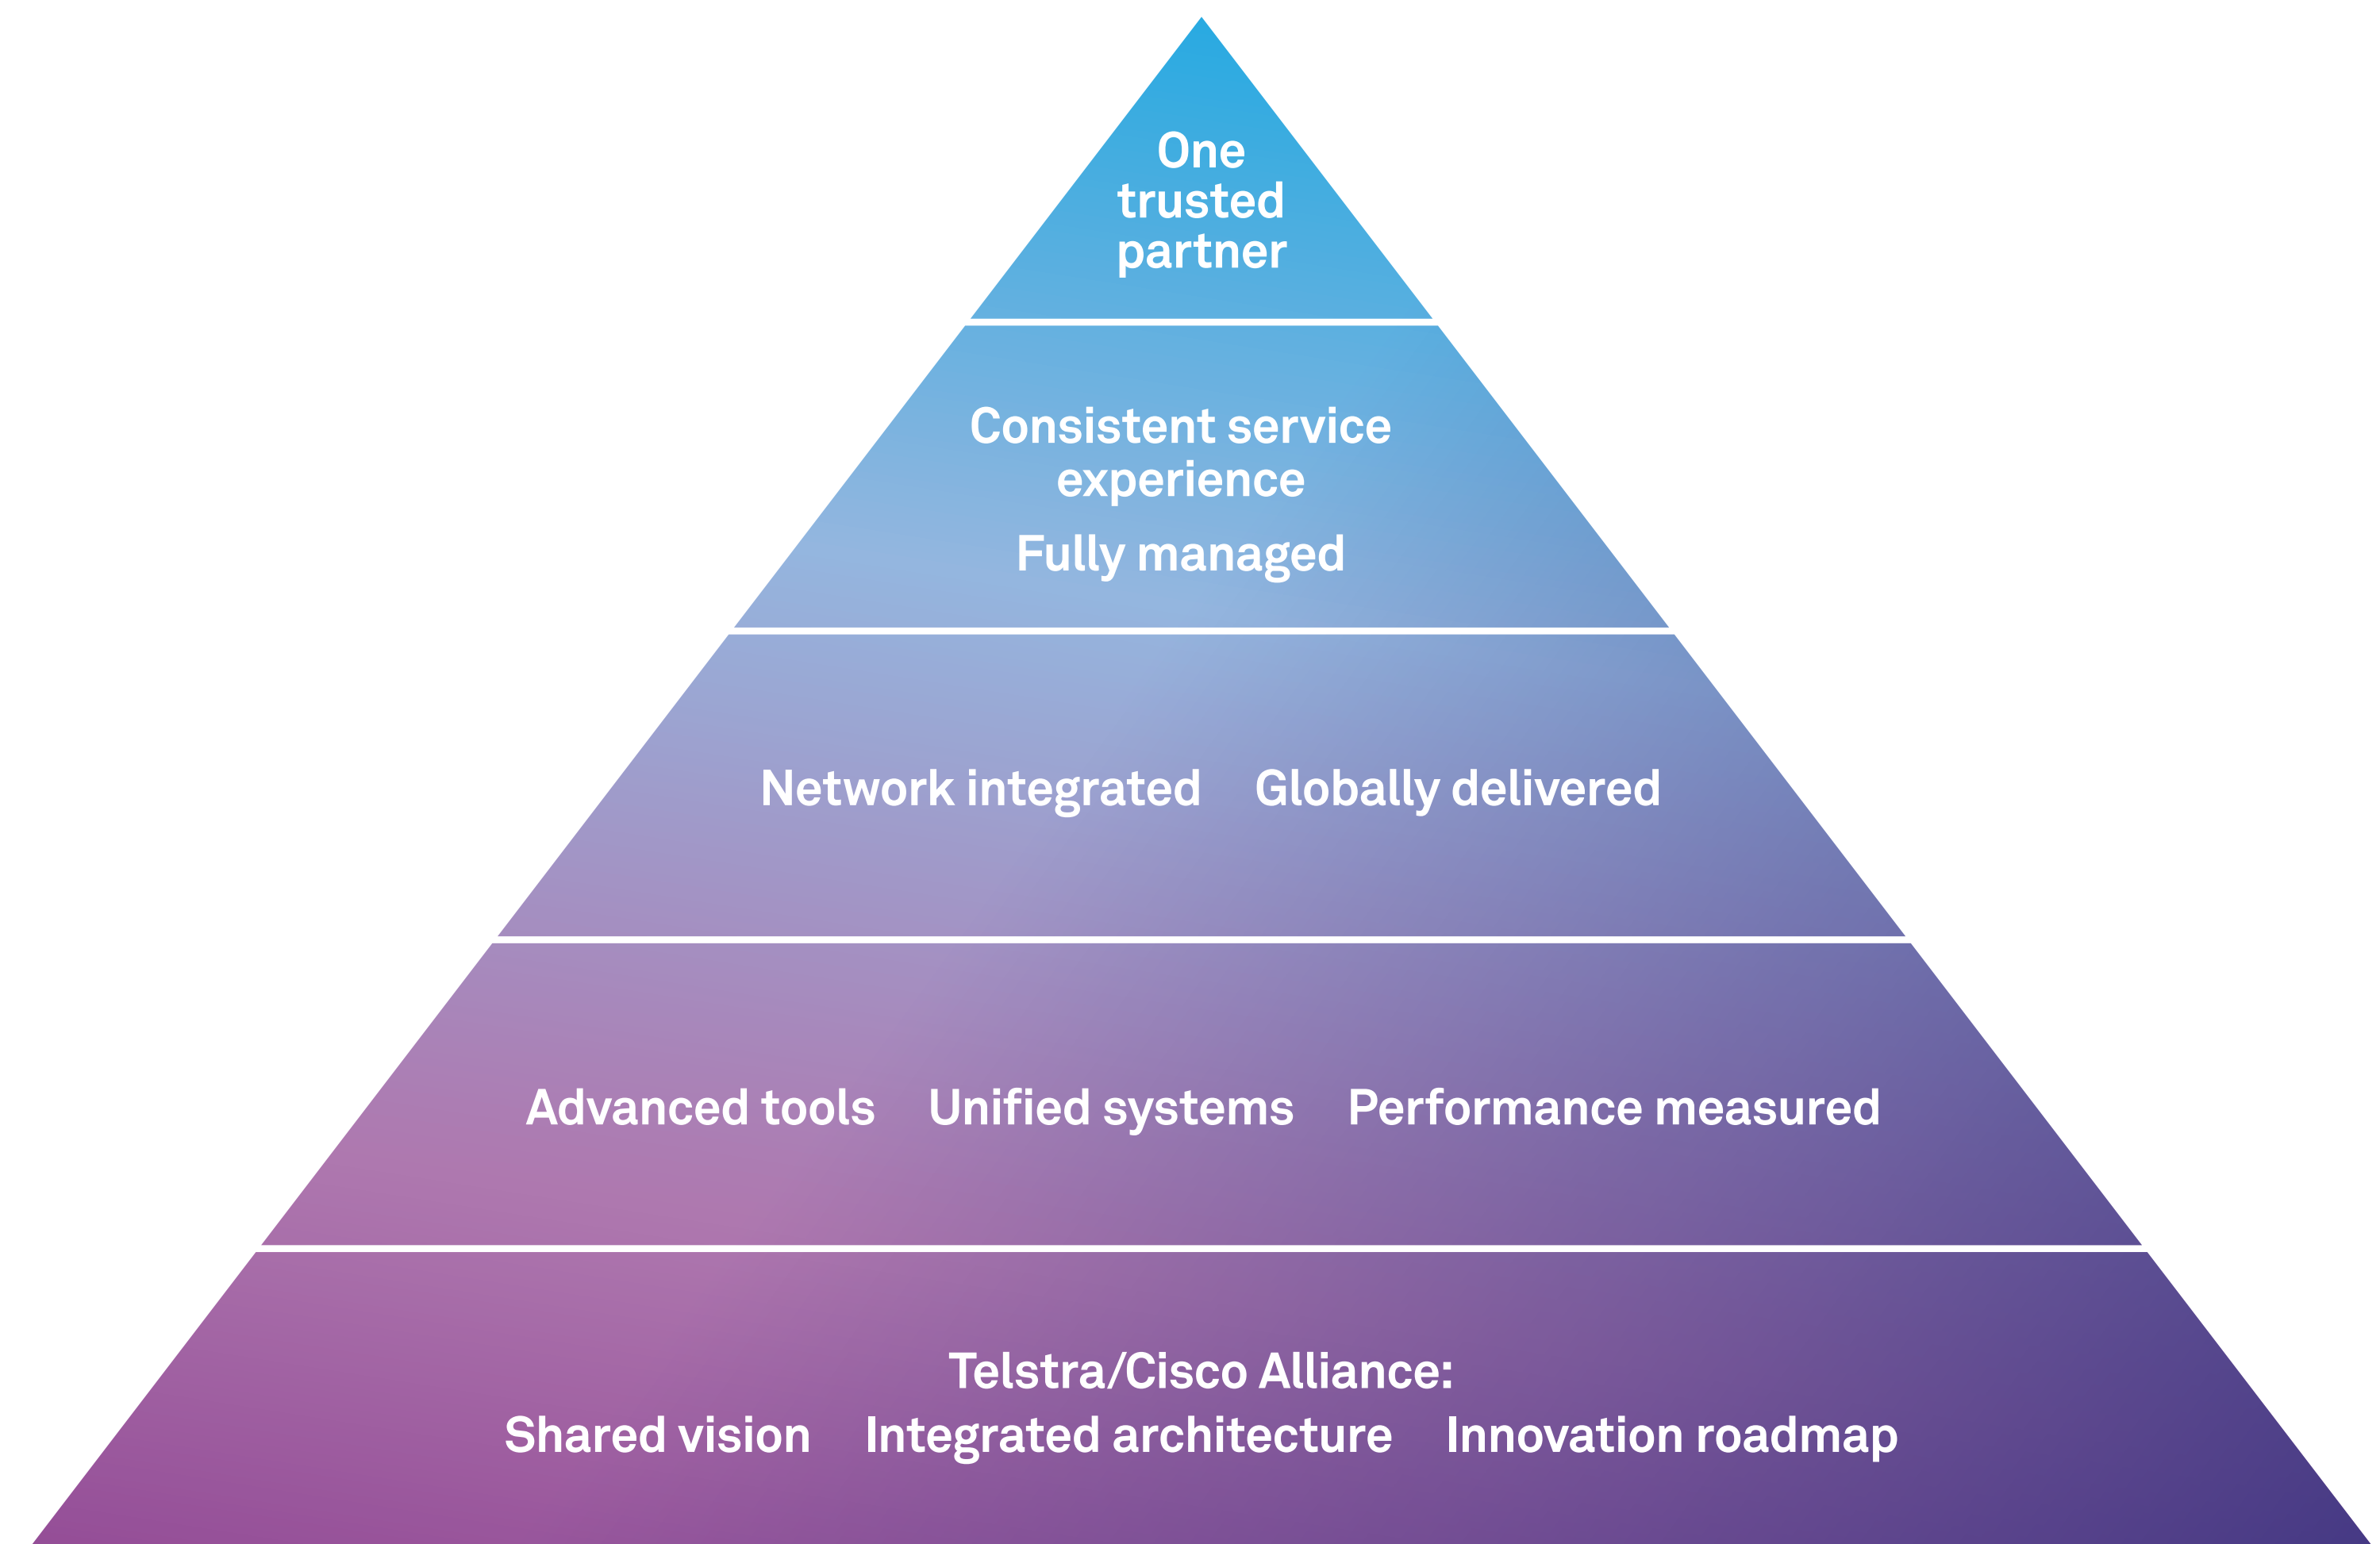 One
trusted
partner
Consistent service
experience
Fully managed
Network integrated Globally delivered
Advanced tools Unified systems Performance measured
Telstra/Cisco Alliance:
Shared vision Integrated architecture Innovation roadmap